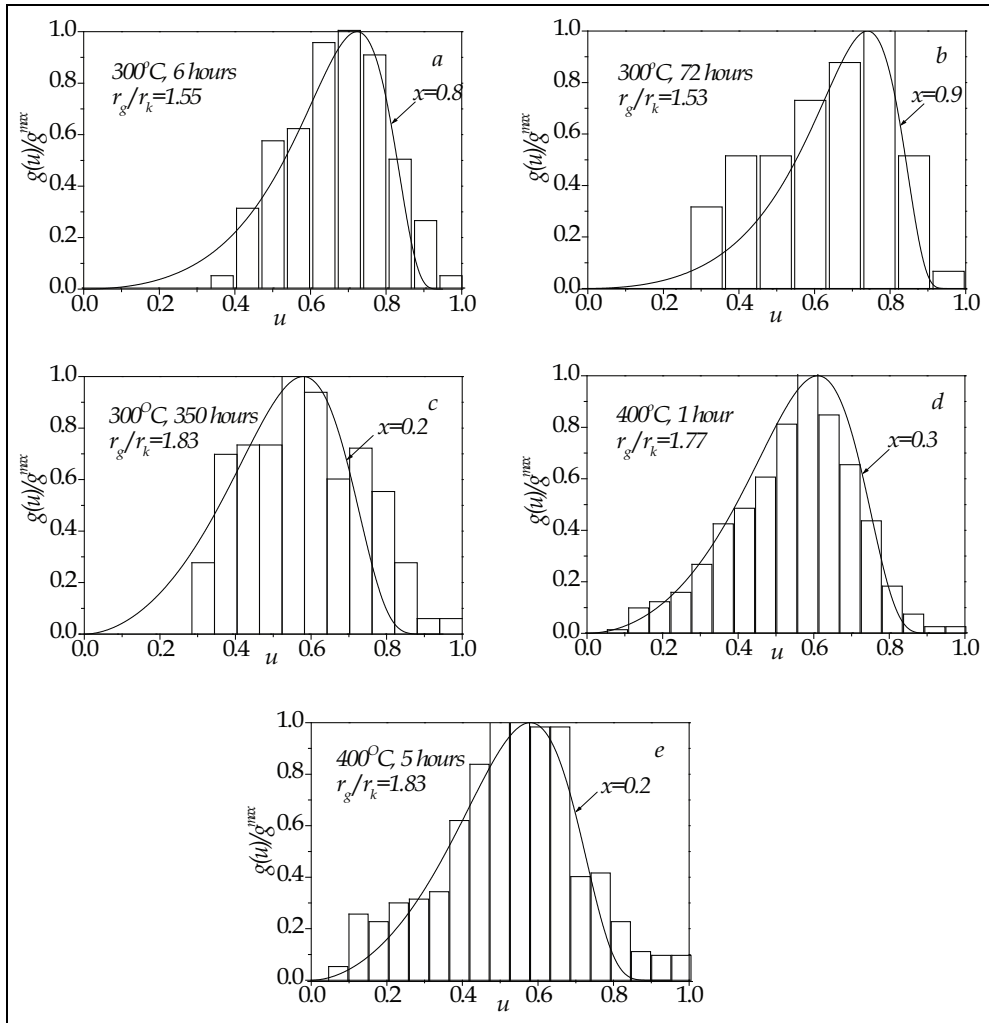 1.0
0.8
0.6
0.4
0.2
0.0
g(u)/g^max
300°C, 6 hours
r_g/r_k=1.55
a
x=0.8
0.0 0.2 0.4 0.6 0.8 1.0
u
1.0
0.8
0.6
0.4
0.2
0.0
g(u)/g^max
300°C, 72 hours
r_g/r_k=1.53
b
x=0.9
0.0 0.2 0.4 0.6 0.8 1.0
u
1.0
0.8
0.6
0.4
0.2
0.0
g(u)/g^max
300°C, 350 hours
r_g/r_k=1.83
c
x=0.2
0.0 0.2 0.4 0.6 0.8 1.0
u
1.0
0.8
0.6
0.4
0.2
0.0
g(u)/g^max
400°C, 1 hour
r_g/r_k=1.77
d
x=0.3
0.0 0.2 0.4 0.6 0.8 1.0
u
1.0
0.8
0.6
0.4
0.2
0.0
g(u)/g^max
400°C, 5 hours
r_g/r_k=1.83
e
x=0.2
0.0 0.2 0.4 0.6 0.8 1.0
u